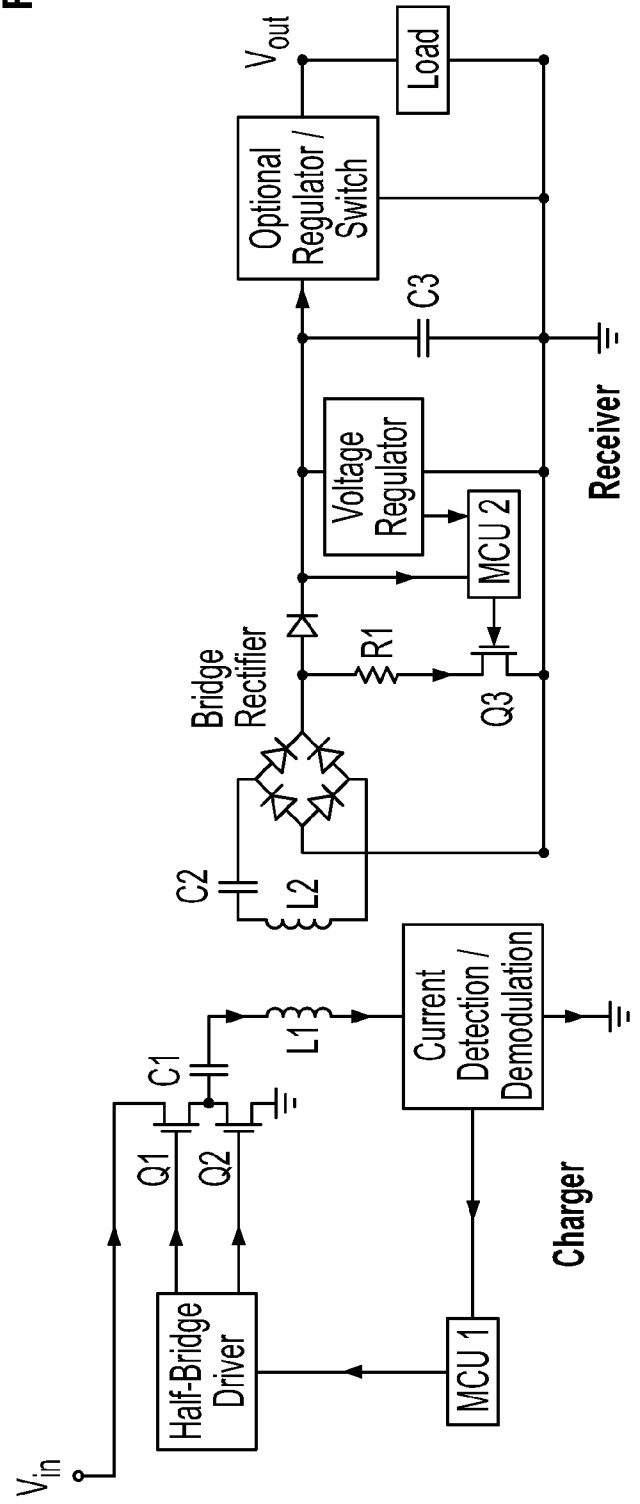 Vin
Half-Bridge
Driver
Q1
Q2
C1
L1
Current
Detection /
Demodulation
MCU 1
Charger
C2
L2
Bridge
Rectifier
R1
Q3
Voltage
Regulator
MCU 2
C3
Optional
Regulator /
Switch
Vout
Load
Receiver